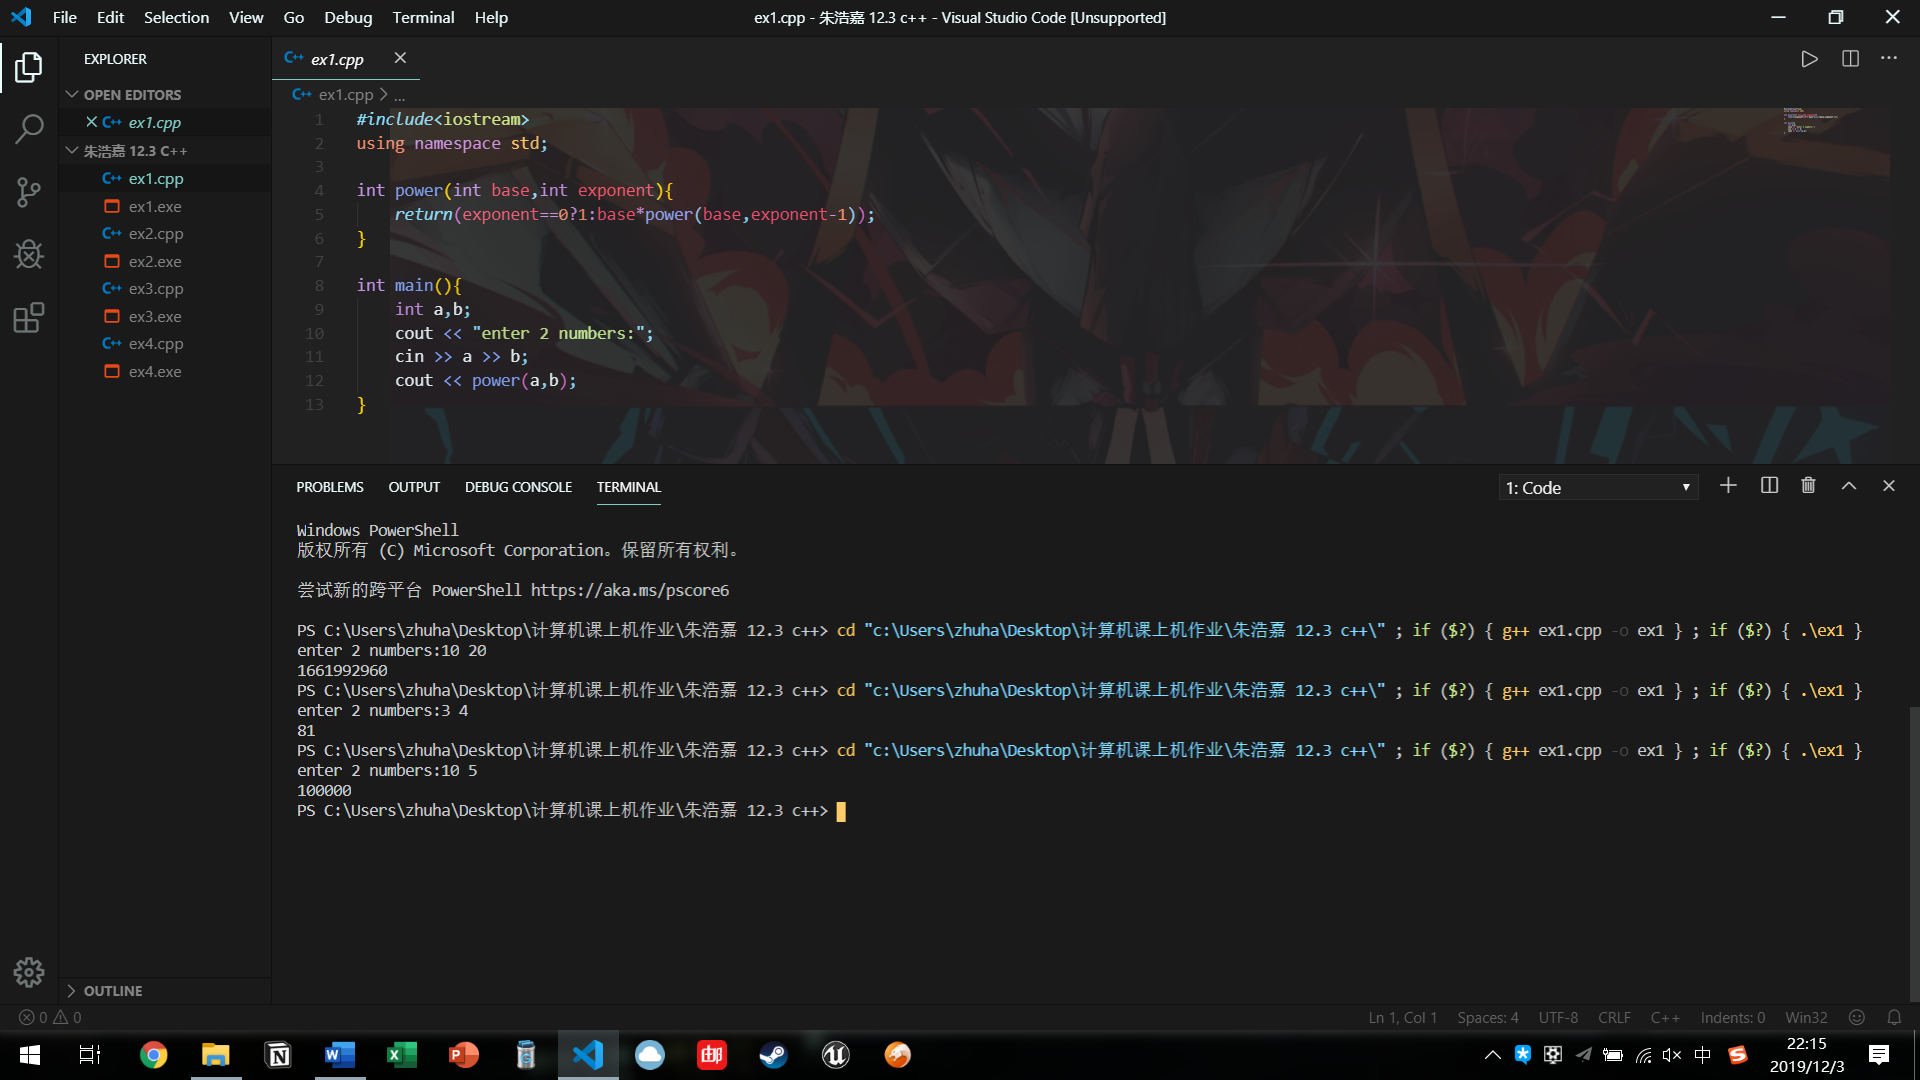 File Edit Selection View Go Debug Terminal Help
ex1.cpp - 朱浩嘉 12.3 c++ - Visual Studio Code [Unsupported]
EXPLORER
OPEN EDITORS
ex1.cpp
朱浩嘉 12.3 C++
ex1.cpp
ex1.exe
ex2.cpp
ex2.exe
ex3.cpp
ex3.exe
ex4.cpp
ex4.exe
OUTLINE
ex1.cpp
ex1.cpp > ...
1 #include<iostream>
2 using namespace std;
3
4 int power(int base,int exponent){
5 return(exponent==0?1:base*power(base,exponent-1));
6 }
7
8 int main(){
9 int a,b;
10 cout << "enter 2 numbers:";
11 cin >> a >> b;
12 cout << power(a,b);
13 }
PROBLEMS OUTPUT DEBUG CONSOLE TERMINAL
1: Code
Windows PowerShell
版权所有 (C) Microsoft Corporation。保留所有权利。
尝试新的跨平台 PowerShell https://aka.ms/pscore6
PS C:\Users\zhuha\Desktop\计算机课上机作业\朱浩嘉 12.3 c++> cd "c:\Users\zhuha\Desktop\计算机课上机作业\朱浩嘉 12.3 c++\" ; if ($?) { g++ ex1.cpp -o ex1 } ; if ($?) { .\ex1 }
enter 2 numbers:10 20
1661992960
PS C:\Users\zhuha\Desktop\计算机课上机作业\朱浩嘉 12.3 c++> cd "c:\Users\zhuha\Desktop\计算机课上机作业\朱浩嘉 12.3 c++\" ; if ($?) { g++ ex1.cpp -o ex1 } ; if ($?) { .\ex1 }
enter 2 numbers:3 4
81
PS C:\Users\zhuha\Desktop\计算机课上机作业\朱浩嘉 12.3 c++> cd "c:\Users\zhuha\Desktop\计算机课上机作业\朱浩嘉 12.3 c++\" ; if ($?) { g++ ex1.cpp -o ex1 } ; if ($?) { .\ex1 }
enter 2 numbers:10 5
100000
PS C:\Users\zhuha\Desktop\计算机课上机作业\朱浩嘉 12.3 c++>
0 0
Ln 1, Col 1 Spaces: 4 UTF-8 CRLF C++ Indents: 0 Win32
中
22:15
2019/12/3